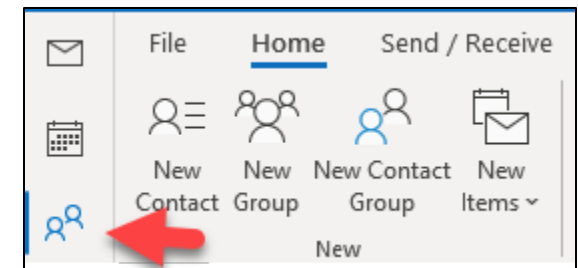 File Home Send / Receive
New New New Contact New
Contact Group Group Items
New